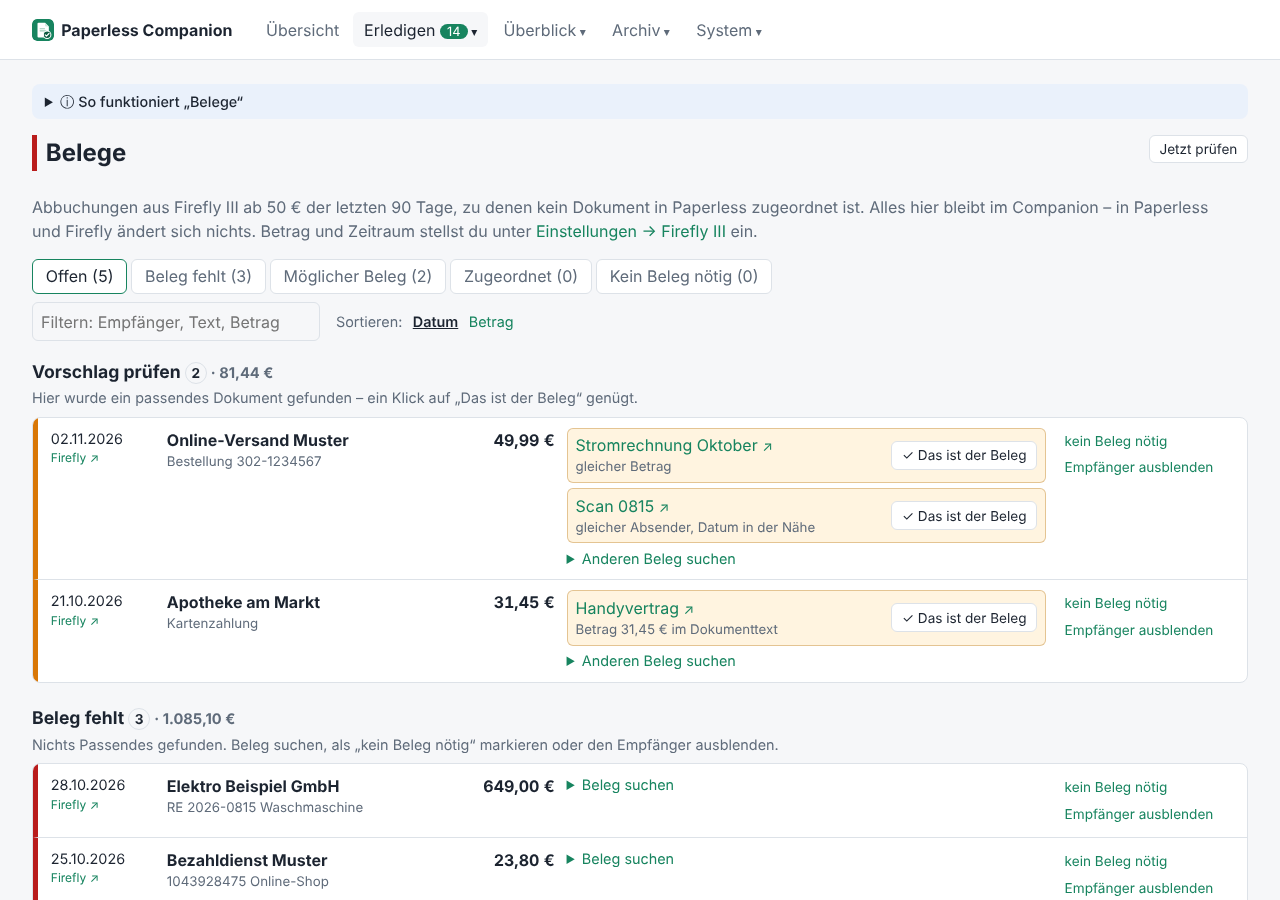 Paperless Companion Übersicht Erledigen 14 ▾ Überblick ▾ Archiv ▾ System ▾
▶ ⓘ So funktioniert „Belege“
Belege Jetzt prüfen
Abbuchungen aus Firefly III ab 50 € der letzten 90 Tage, zu denen kein Dokument in Paperless zugeordnet ist. Alles hier bleibt im Companion – in Paperless
und Firefly ändert sich nichts. Betrag und Zeitraum stellst du unter Einstellungen → Firefly III ein.
Offen (5) Beleg fehlt (3) Möglicher Beleg (2) Zugeordnet (0) Kein Beleg nötig (0)
Filtern: Empfänger, Text, Betrag Sortieren: Datum Betrag
Vorschlag prüfen 2 · 81,44 €
Hier wurde ein passendes Dokument gefunden – ein Klick auf „Das ist der Beleg“ genügt.
02.11.2026 Online-Versand Muster 49,99 € Stromrechnung Oktober ↗ ✓ Das ist der Beleg kein Beleg nötig
Firefly ↗ Bestellung 302-1234567 gleicher Betrag Empfänger ausblenden
Scan 0815 ↗ ✓ Das ist der Beleg
gleicher Absender, Datum in der Nähe
▶ Anderen Beleg suchen
21.10.2026 Apotheke am Markt 31,45 € Handyvertrag ↗ ✓ Das ist der Beleg kein Beleg nötig
Firefly ↗ Kartenzahlung Betrag 31,45 € im Dokumenttext Empfänger ausblenden
▶ Anderen Beleg suchen
Beleg fehlt 3 · 1.085,10 €
Nichts Passendes gefunden. Beleg suchen, als „kein Beleg nötig“ markieren oder den Empfänger ausblenden.
28.10.2026 Elektro Beispiel GmbH 649,00 € ▶ Beleg suchen kein Beleg nötig
Firefly ↗ RE 2026-0815 Waschmaschine Empfänger ausblenden
25.10.2026 Bezahldienst Muster 23,80 € ▶ Beleg suchen kein Beleg nötig
Firefly ↗ 1043928475 Online-Shop Empfänger ausblenden